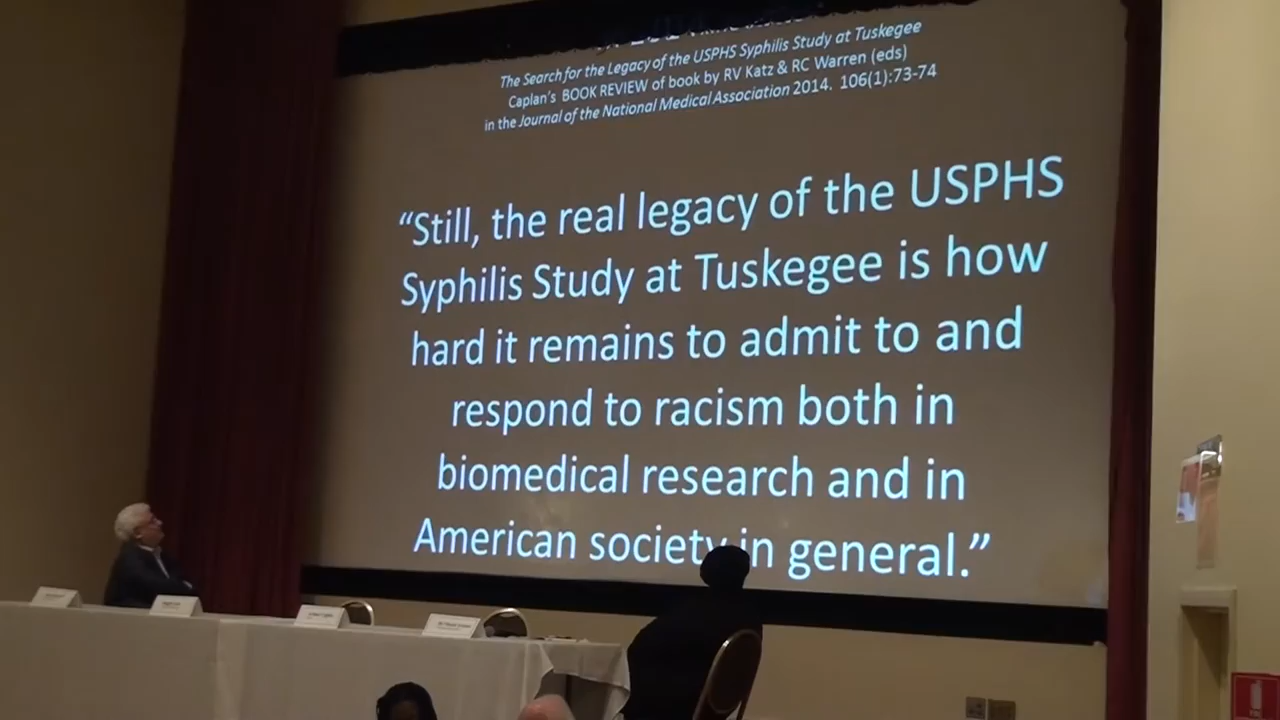 The Search for the Legacy of the USPHS Syphilis Study at Tuskegee
Caplan's BOOK REVIEW of book by RV Katz & RC Warren (eds)
in the Journal of the National Medical Association 2014. 106(1):73-74
“Still, the real legacy of the USPHS
Syphilis Study at Tuskegee is how
hard it remains to admit to and
respond to racism both in
biomedical research and in
American society in general.”